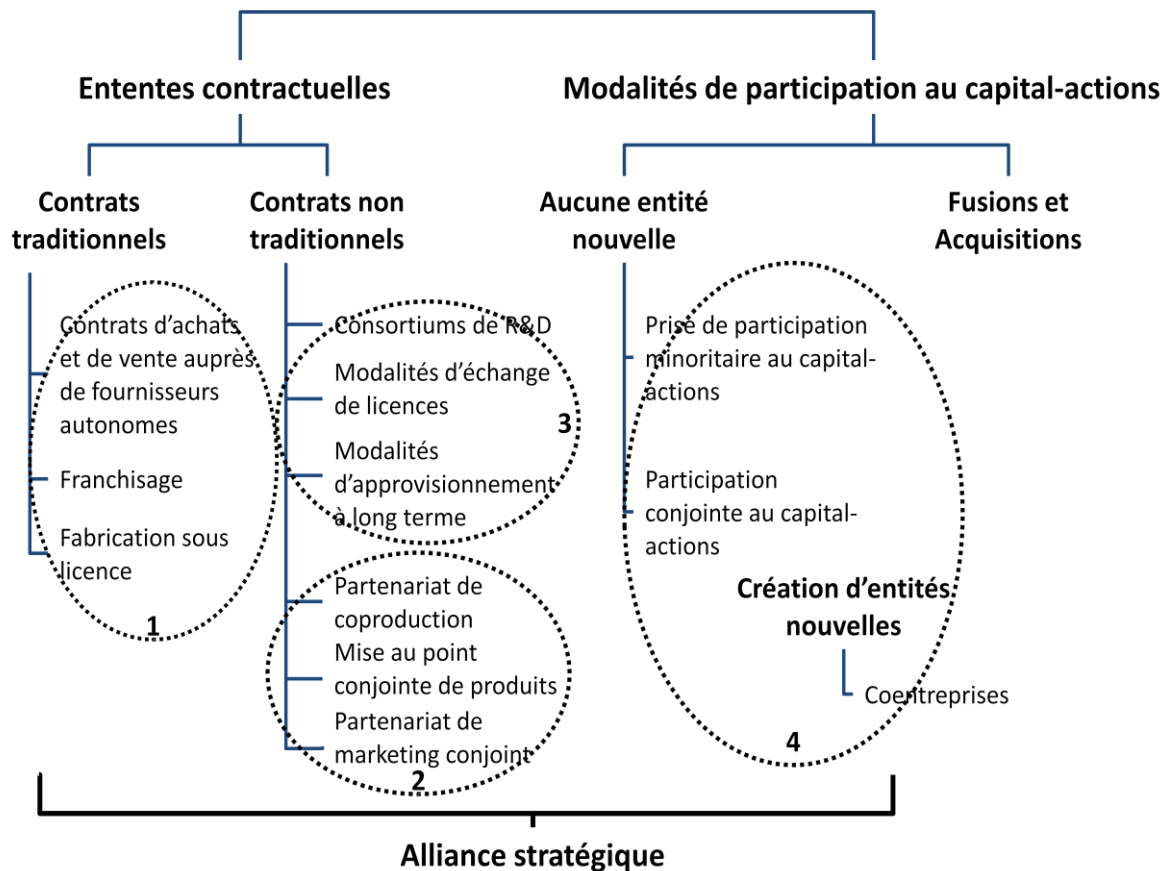 Ententes contractuelles
Modalités de participation au capital-actions
Contrats
traditionnels
Contrats d'achats
et de vente auprès
de fournisseurs
autonomes
Franchisage
Fabrication sous
licence
1
Contrats non
traditionnels
Consortiums de R&D
Modalités d'échange
de licences
3
Modalités
d'approvisionnement
à long terme
Partenariat de
coproduction
Mise au point
conjointe de produits
Partenariat de
marketing conjoint
2
Aucune entité
nouvelle
Prise de participation
minoritaire au capital-
actions
Participation
conjointe au capital-
actions
Création d'entités
nouvelles
Coentreprises
4
Fusions et
Acquisitions
Alliance stratégique